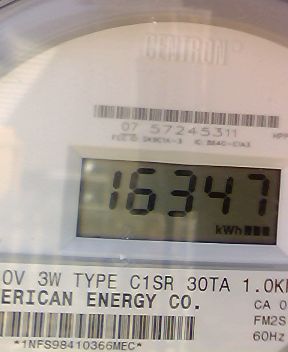 CENTRON®
07 57245311
16347
kWh
0V 3W TYPE C1SR 30TA 1.0K
ERICAN ENERGY CO.
CA 0
FM2S
60Hz
*1NFS98410366MEC*